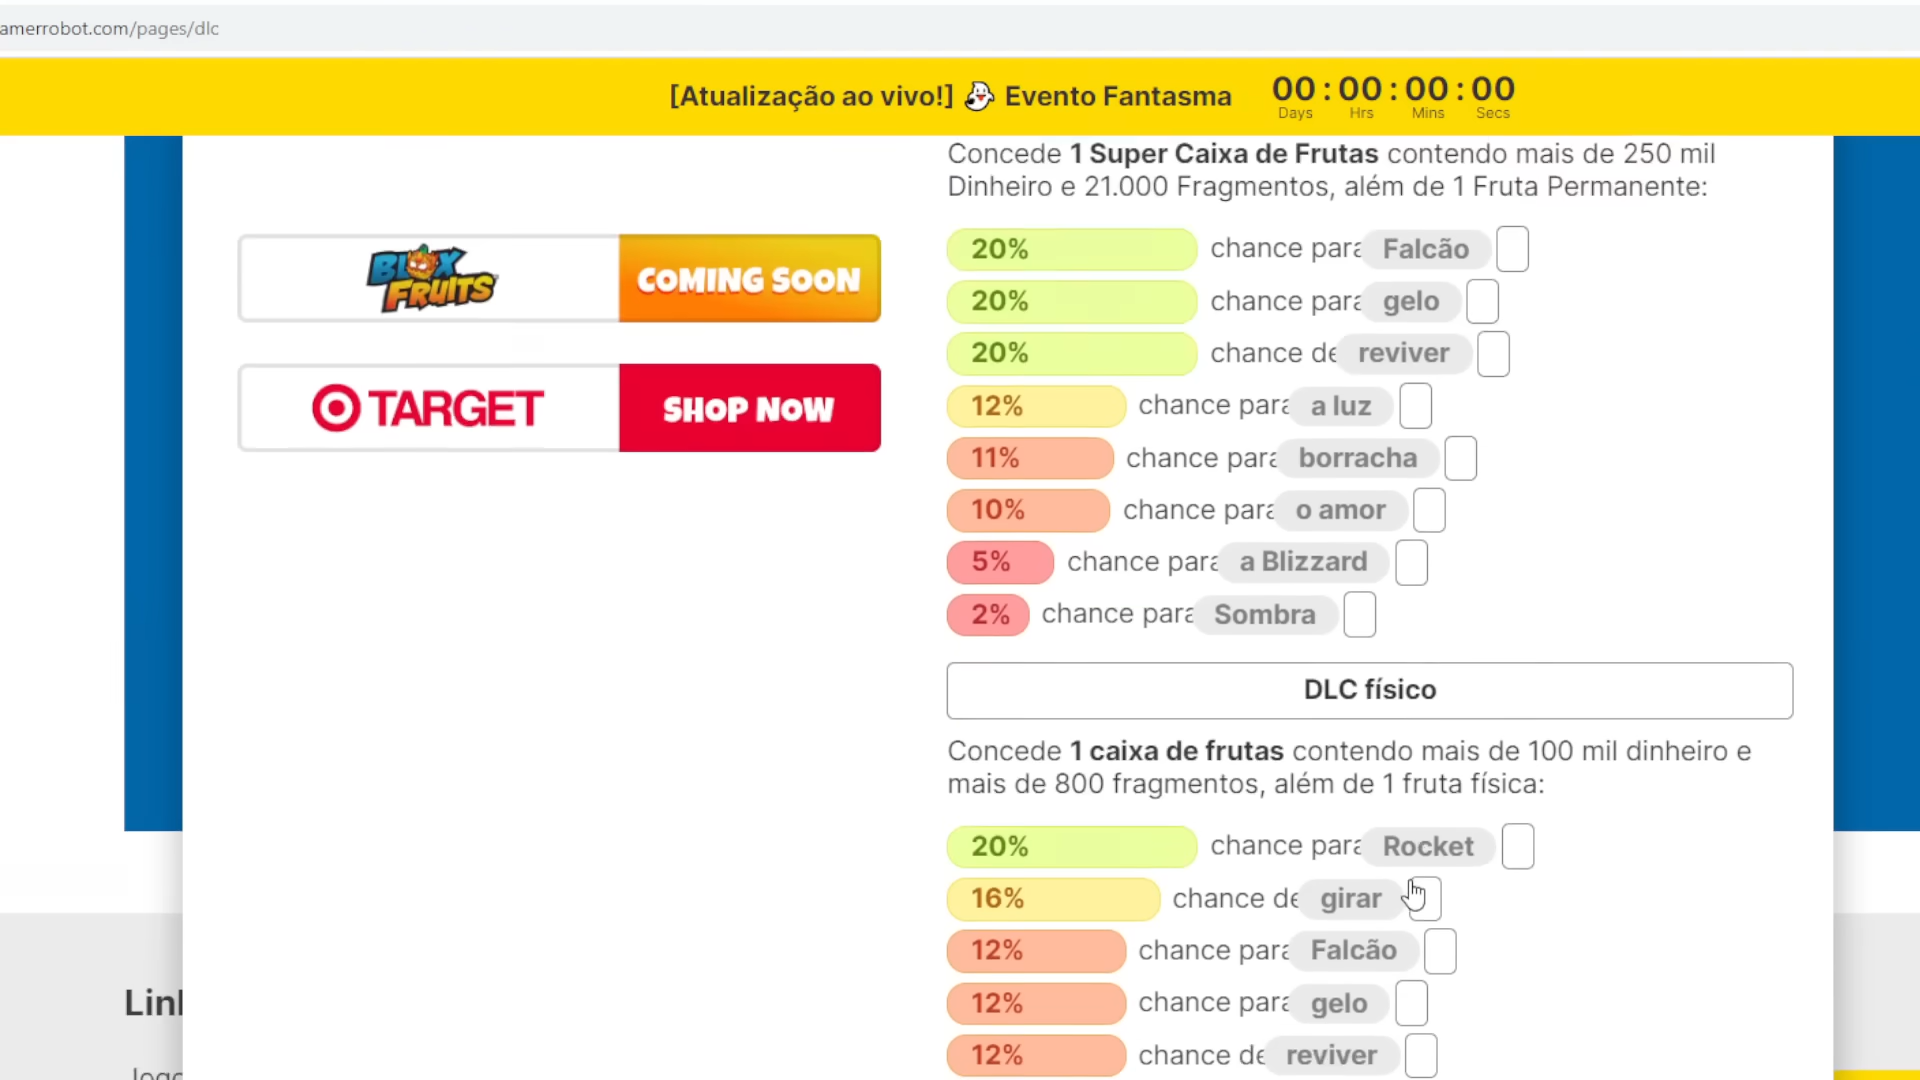 amerrobot.com/pages/dlc
[Atualização ao vivo!] 👻 Evento Fantasma 00 : 00 : 00 : 00
Days Hrs Mins Secs
Concede 1 Super Caixa de Frutas contendo mais de 250 mil
Dinheiro e 21.000 Fragmentos, além de 1 Fruta Permanente:
BLOX FRUITS COMING SOON
TARGET SHOP NOW
20% chance para Falcão
20% chance para gelo
20% chance de reviver
12% chance para a luz
11% chance para borracha
10% chance para o amor
5% chance para a Blizzard
2% chance para Sombra
DLC físico
Concede 1 caixa de frutas contendo mais de 100 mil dinheiro e
mais de 800 fragmentos, além de 1 fruta física:
20% chance para Rocket
16% chance de girar
12% chance para Falcão
12% chance para gelo
12% chance de reviver